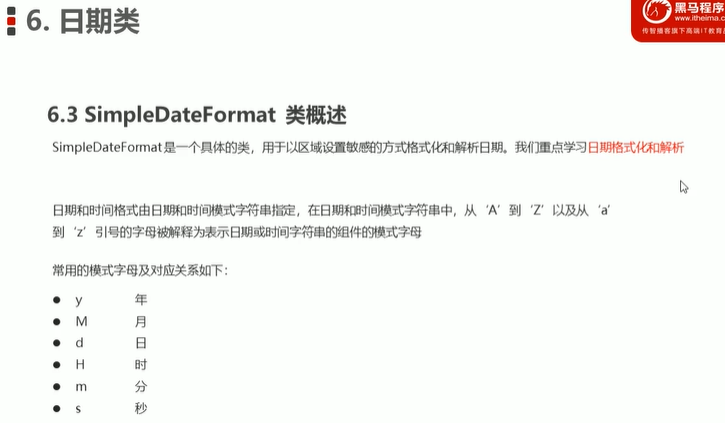 6. 日期类
黑马程序
www.itheima.c
传智播客旗下高端IT教育
6.3 SimpleDateFormat 类概述
SimpleDateFormat是一个具体的类，用于以区域设置敏感的方式格式化和解析日期。我们重点学习日期格式化和解析
日期和时间格式由日期和时间模式字符串指定，在日期和时间模式字符串中，从‘A’到‘Z’以及从‘a’
到‘z’引号的字母被解释为表示日期或时间字符串的组件的模式字母
常用的模式字母及对应关系如下：
● y 年
● M 月
● d 日
● H 时
● m 分
● s 秒